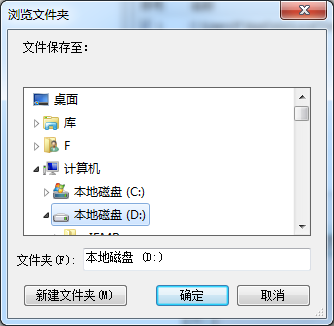 浏览文件夹
文件保存至：
桌面
库
F
计算机
本地磁盘 (C:)
本地磁盘 (D:)
文件夹(F):
本地磁盘 (D:)
新建文件夹(M)
确定
取消